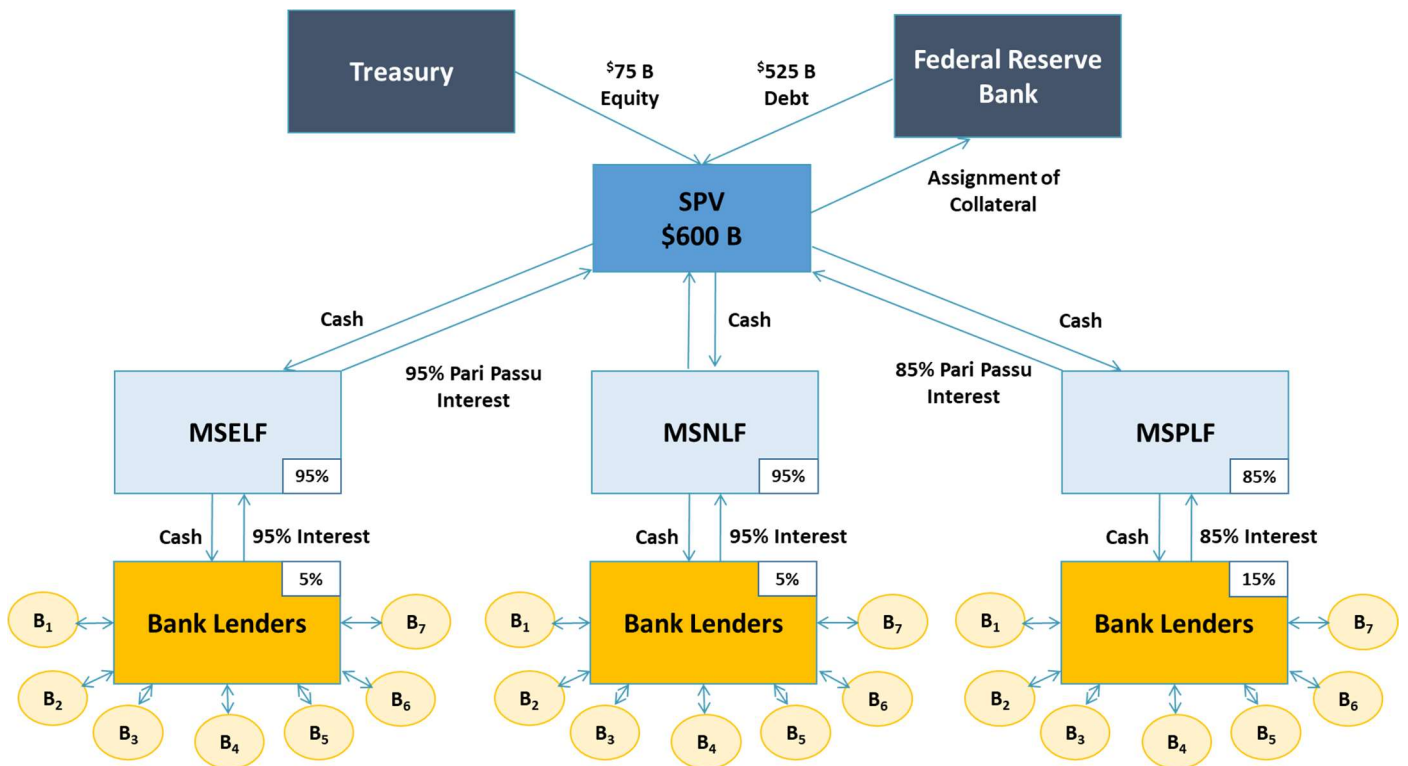 Treasury
$75 B
Equity
$525 B
Debt
Federal Reserve
Bank
SPV
$600 B
Assignment of
Collateral
Cash
95% Pari Passu
Interest
Cash
85% Pari Passu
Interest
Cash
MSELF
95%
MSNLF
95%
MSPLF
85%
Cash
95% Interest
Cash
95% Interest
Cash
85% Interest
Bank Lenders
5%
B₁
B₂
B₃
B₄
B₅
B₆
B₇
Bank Lenders
5%
B₁
B₂
B₃
B₄
B₅
B₆
B₇
Bank Lenders
15%
B₁
B₂
B₃
B₄
B₅
B₆
B₇